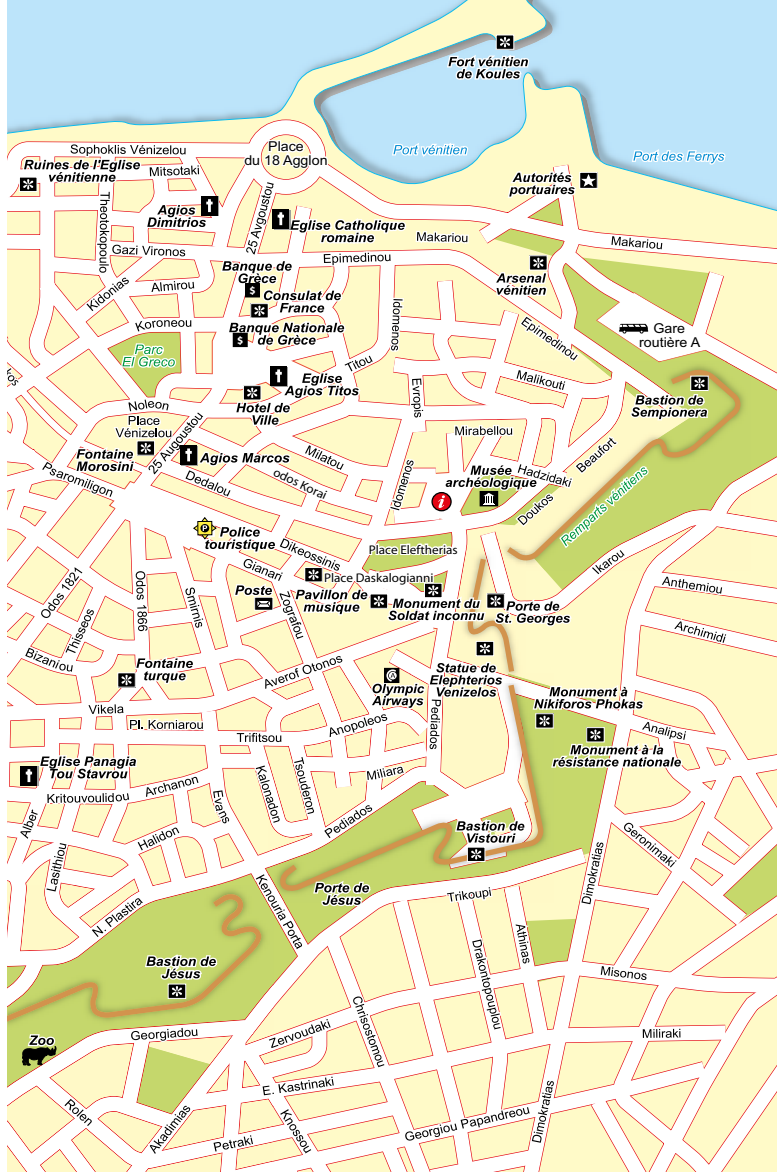 Fort vénitien
de Koules
Port vénitien
Port des Ferrys
Place
du 18 Agglon
Sophoklis Vénizelou
Ruines de l'Eglise
vénitienne
Mitsotaki
Autorités
portuaires
Theotokopoulo
Agios
Dimitrios
25 Avgoustou
Eglise Catholique
romaine
Makariou
Makariou
Gazi Vironos
Epimedinou
Arsenal
vénitien
Banque de
Grèce
Kidonias
Almirou
Consulat de
France
Idomenos
Koroneou
Banque Nationale
de Grèce
Epimedinou
Gare
routière A
Parc
El Greco
Titou
Eglise
Agios Titos
Evropis
Malikouti
Bastion de
Sempionera
Noleon
Hotel de
Ville
Place
Vénizelou
25 Augoustou
Mirabellou
Fontaine
Morosini
Agios Marcos
Milatou
Musée
archéologique
Hadzidaki
Beaufort
Psaromiligon
Dedalou
odos Korai
Idomenos
i
Doukos
Remparts vénitiens
P
Police
touristique
Dikeossinis
Place Eleftherias
Ikarou
Gianari
Place Daskalogianni
Anthemiou
Odos 1821
Odos 1866
Smirnis
Poste
Zografou
Pavillon de
musique
Monument du
Soldat inconnu
Porte de
St. Georges
Archimidi
Thisseos
Bizaniou
Fontaine
turque
Averof Otonos
Olympic
Airways
Statue de
Elephterios
Venizelos
Pediados
Monument à
Nikiforos Phokas
Vikela
Pl. Korniarou
Anopoleos
Analipsi
Trifitsou
Monument à la
résistance nationale
Eglise Panagia
Tou Stavrou
Archanon
Kalonadon
Tsouderon
Miliara
Kritouvoulidou
Evans
Alber
Pediados
Halidon
Bastion de
Vistouri
Geronimaki
Lasithiou
Dimokratias
Kenouria Porta
Porte de
Jésus
Trikoupi
N. Plastira
Athinas
Drakontopouplou
Bastion de
Jésus
Misonos
Chrisostomou
Georgiadou
Zervoudaki
Miliraki
Zoo
E. Kastrinaki
Rolen
Akadimias
Knossou
Georgiou Papandreou
Dimokratias
Petraki